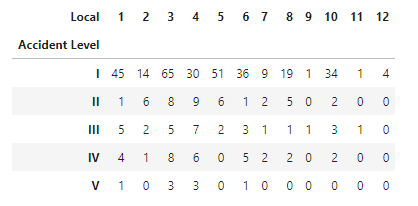 Local 1 2 3 4 5 6 7 8 9 10 11 12
Accident Level
I 45 14 65 30 51 36 9 19 1 34 1 4
II 1 6 8 9 6 1 2 5 0 2 0 0
III 5 2 5 7 2 3 1 1 1 3 1 0
IV 4 1 8 6 0 5 2 2 0 2 0 0
V 1 0 3 3 0 1 0 0 0 0 0 0